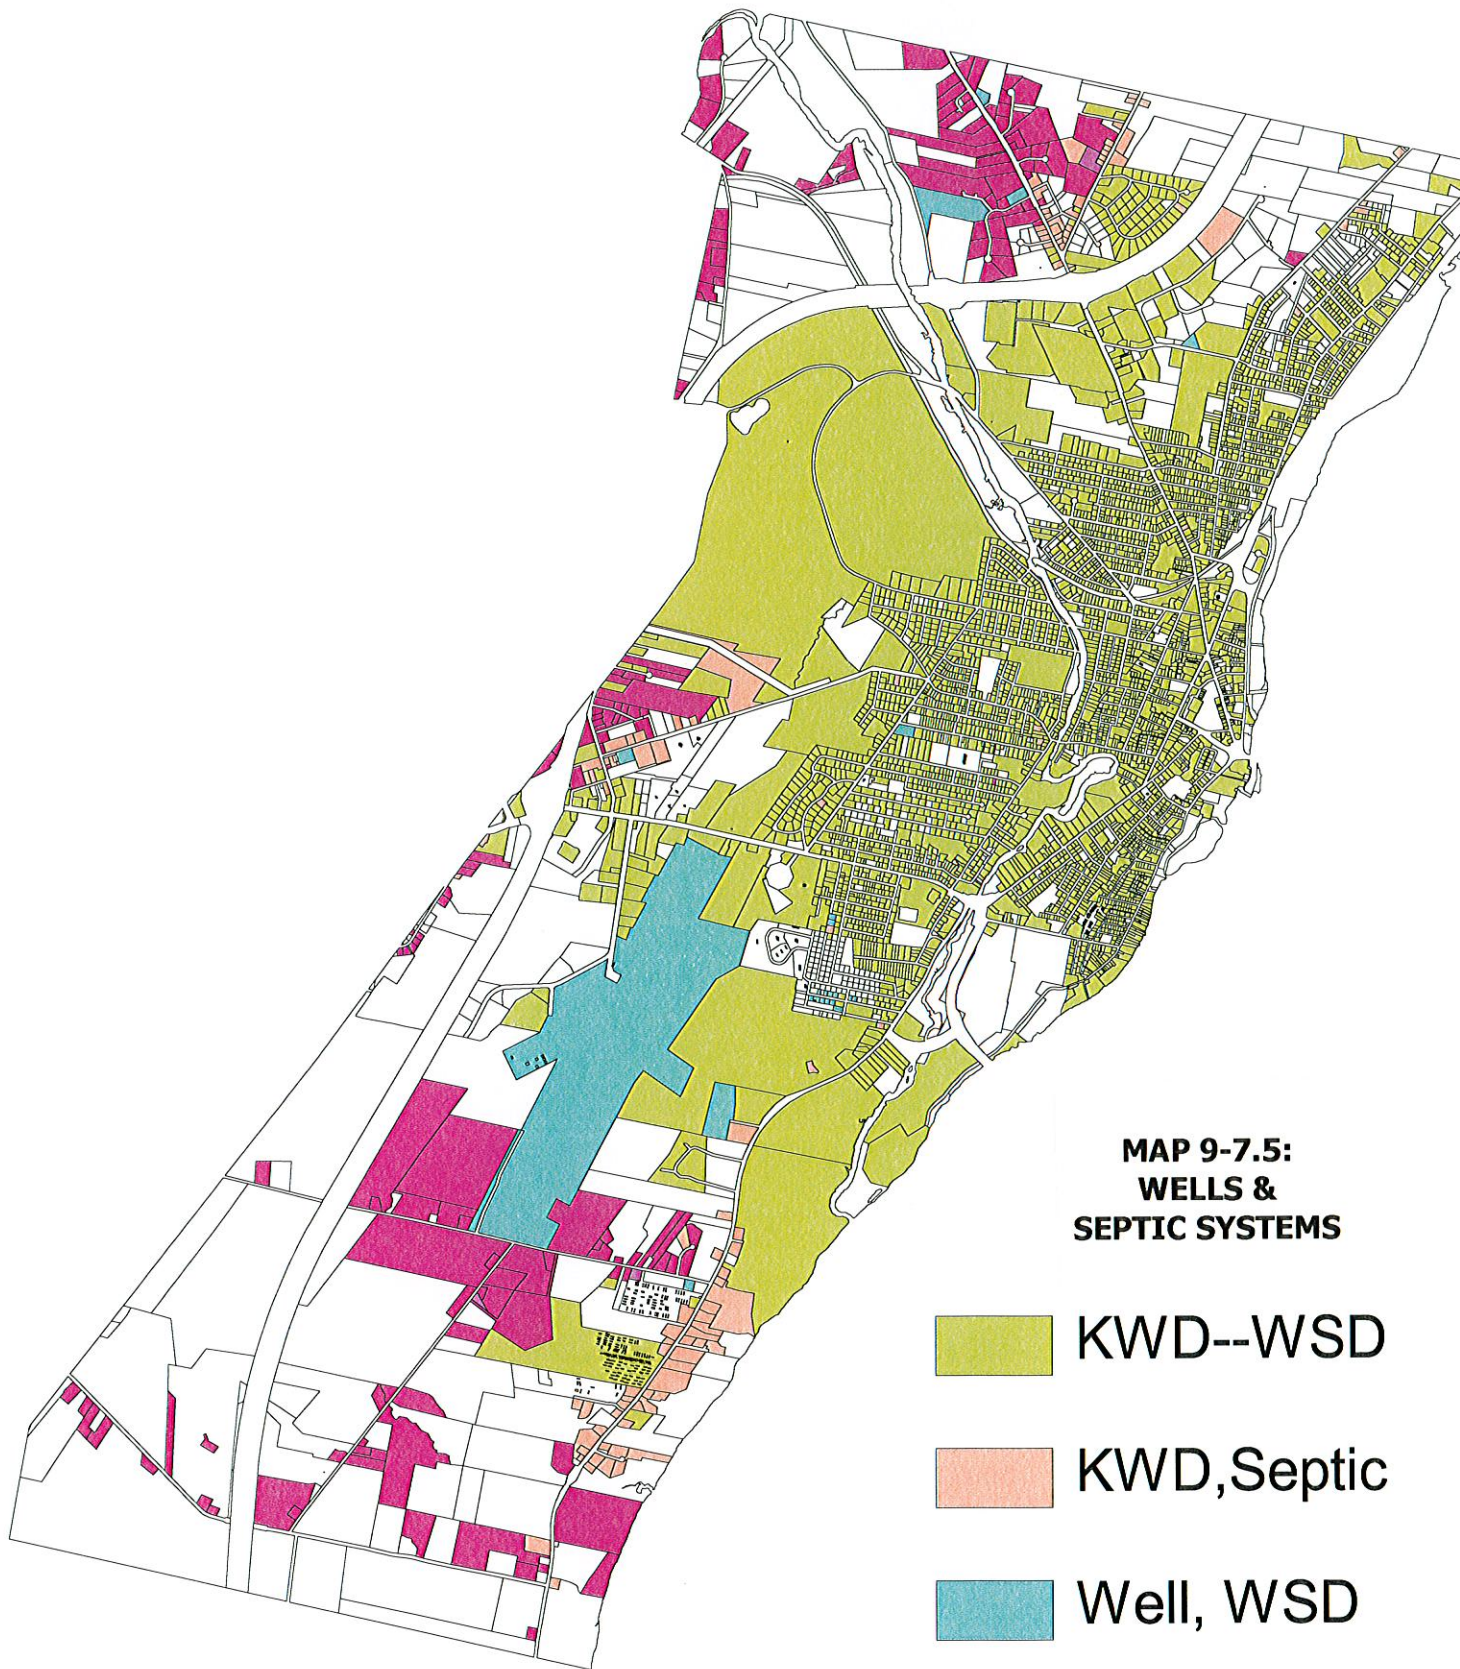 MAP 9-7.5:
WELLS &
SEPTIC SYSTEMS
KWD--WSD
KWD,Septic
Well, WSD